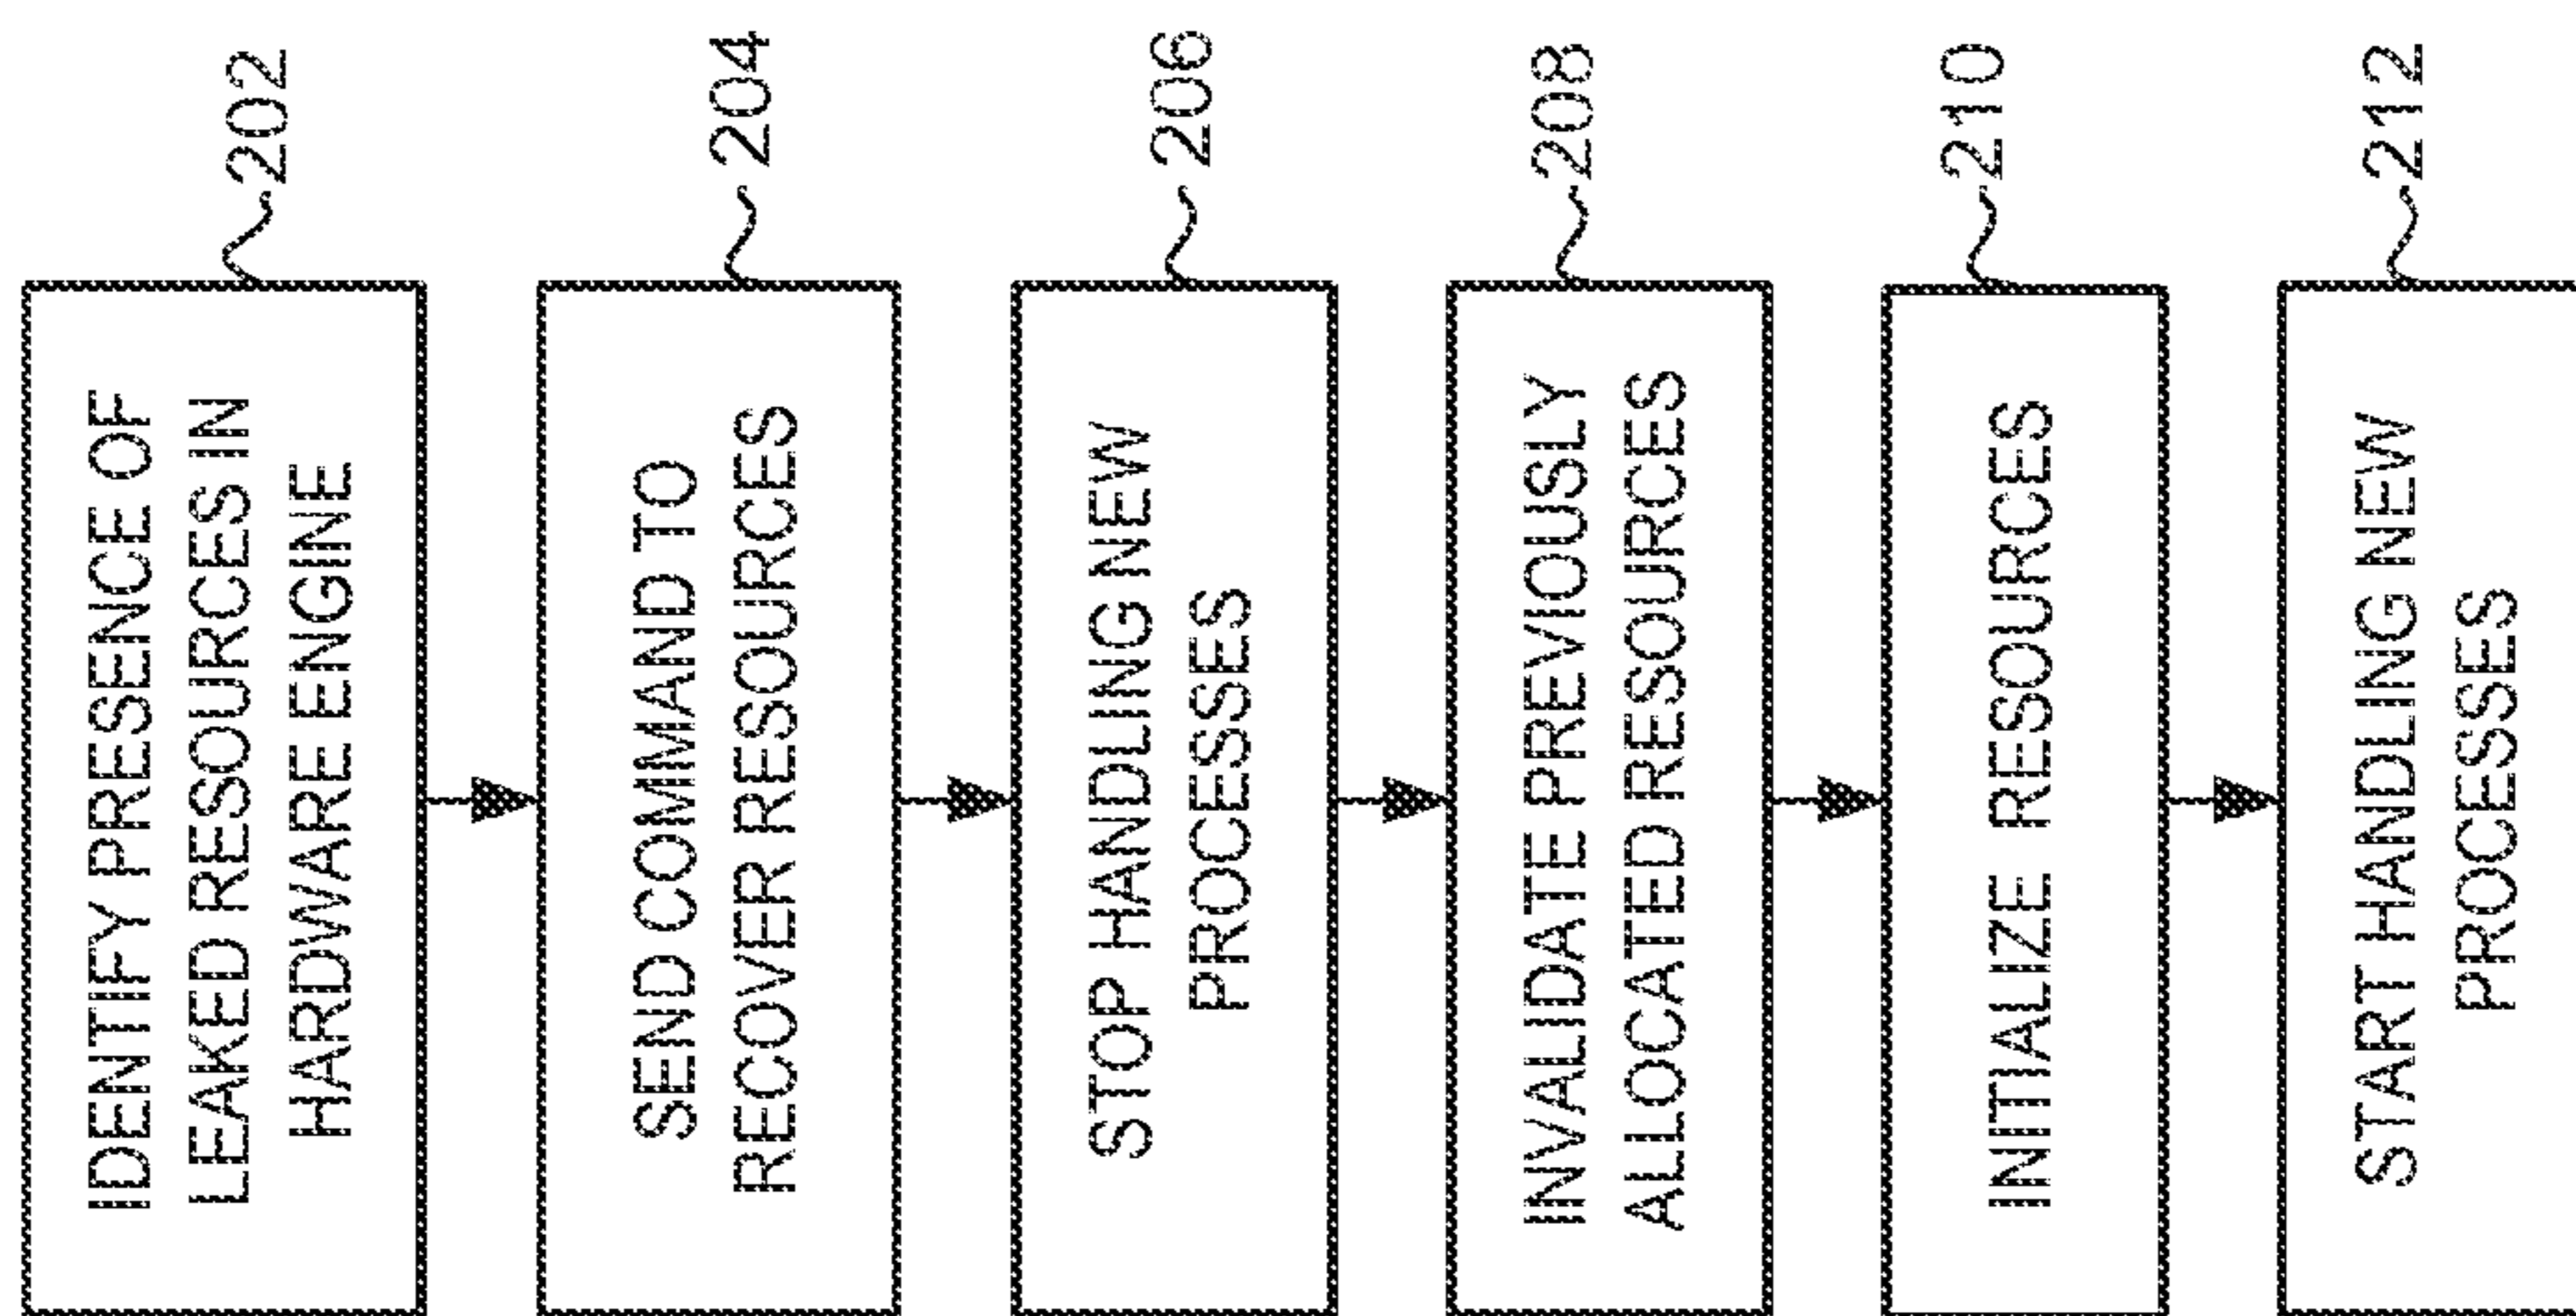 IDENTIFY PRESENCE OF
LEAKED RESOURCES IN
HARDWARE ENGINE
202
SEND COMMAND TO
RECOVER RESOURCES
204
STOP HANDLING NEW
PROCESSES
206
INVALIDATE PREVIOUSLY
ALLOCATED RESOURCES
208
INITIALIZE RESOURCES
210
START HANDLING NEW
PROCESSES
212